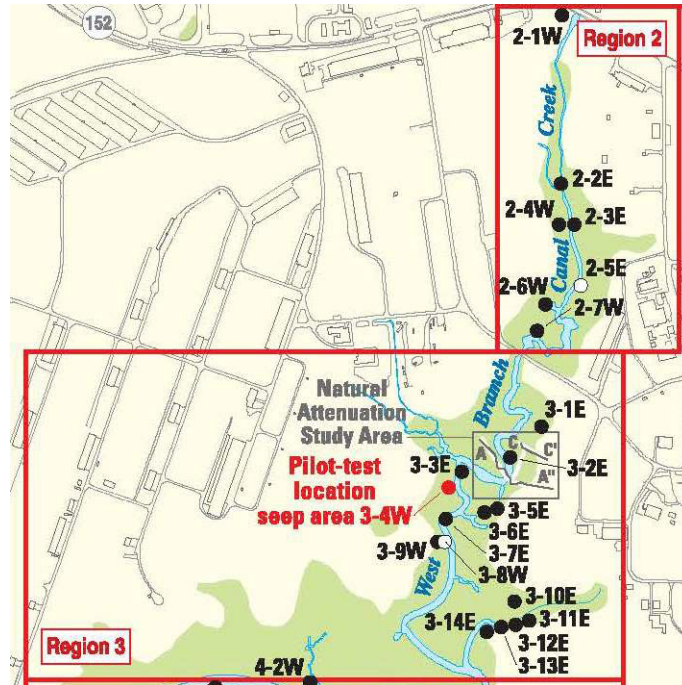 152
2-1W
Region 2
Creek
2-2E
2-4W
2-3E
Canal
2-5E
2-6W
2-7W
Natural
Attenuation
Study Area
Branch
3-1E
C
C'
A
A"
3-2E
3-3E
Pilot-test
location
seep area 3-4W
3-5E
3-6E
3-7E
3-9W
3-8W
West
3-10E
3-11E
3-14E
3-12E
3-13E
Region 3
4-2W